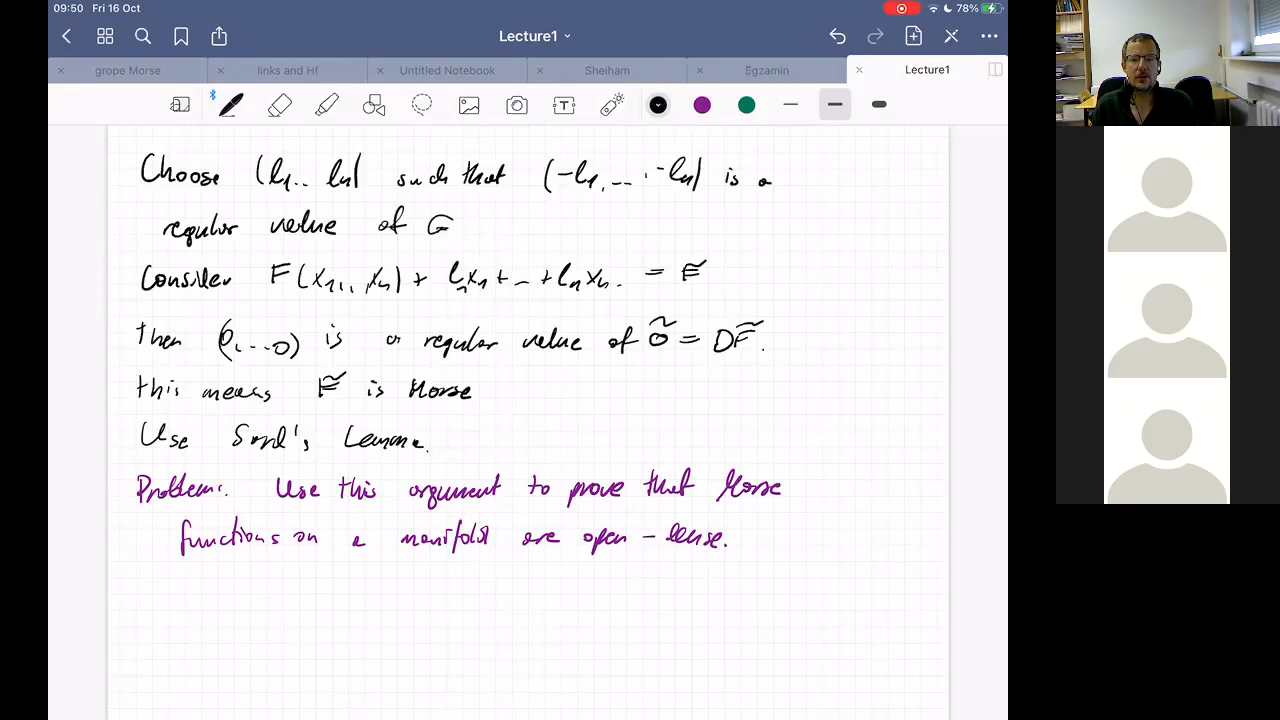 09:50 Fri 16 Oct
78%
Lecture1
grope Morse
links and Hf
Untitled Notebook
Sheiham
Egzamin
Lecture1
Choose (l1.. ln) such that (-l1, ... , -ln) is a
regular value of G
Consider F(x1,..,xn) + l1x1 + ... + lnxn. = F̃
then (0,...0) is a regular value of G̃ = DF̃.
this means F̃ is Morse
Use Sard's Lemma.
Problem: Use this argument to prove that Morse
functions on a manifold are open-dense.